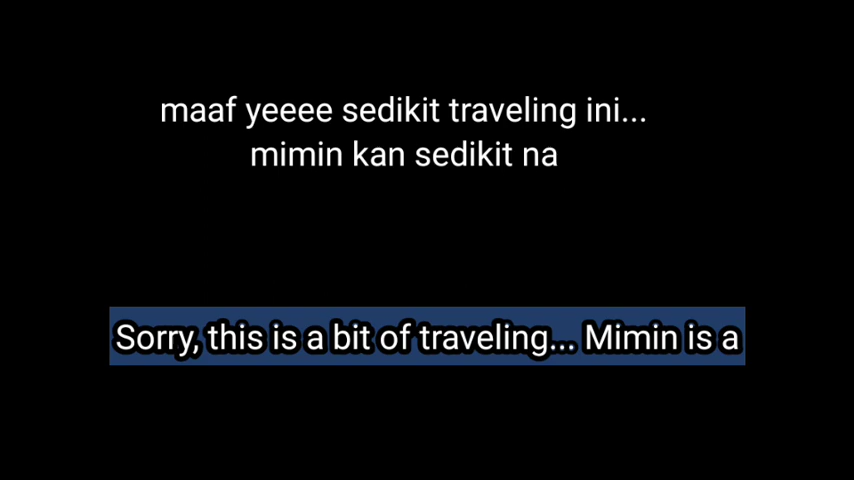 maaf yeeee sedikit traveling ini...
mimin kan sedikit na
Sorry, this is a bit of traveling... Mimin is a